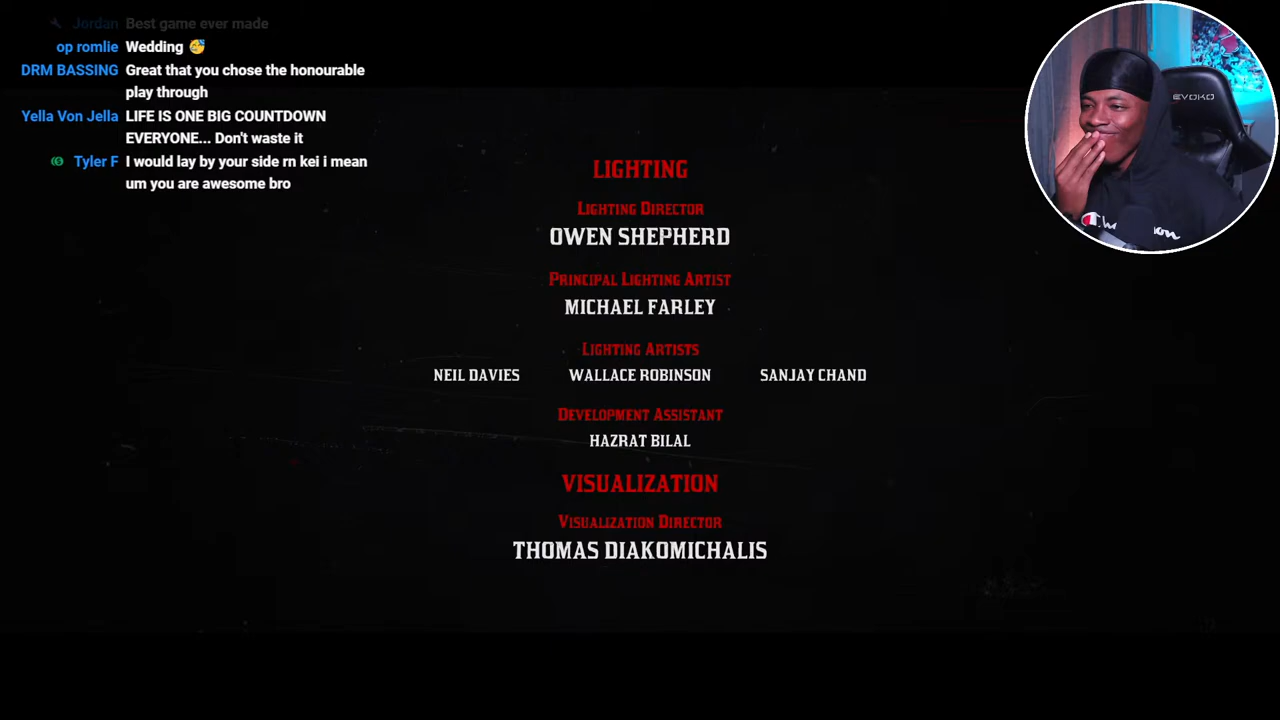 Jordan Best game ever made
op romlie Wedding 🥳
DRM BASSING Great that you chose the honourable
play through
Yella Von Jella LIFE IS ONE BIG COUNTDOWN
EVERYONE... Don't waste it
Tyler F I would lay by your side rn kei i mean
um you are awesome bro
EVOKO
LIGHTING
LIGHTING DIRECTOR
OWEN SHEPHERD
PRINCIPAL LIGHTING ARTIST
MICHAEL FARLEY
LIGHTING ARTISTS
NEIL DAVIES WALLACE ROBINSON SANJAY CHAND
DEVELOPMENT ASSISTANT
HAZRAT BILAL
VISUALIZATION
VISUALIZATION DIRECTOR
THOMAS DIAKOMICHALIS